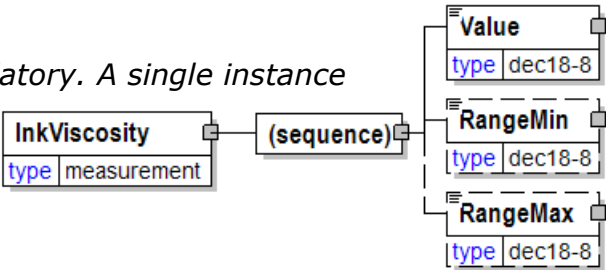 Value
type dec18-8
atory. A single instance
RangeMin
type dec18-8
InkViscosity
type measurement
(sequence)
RangeMax
type dec18-8